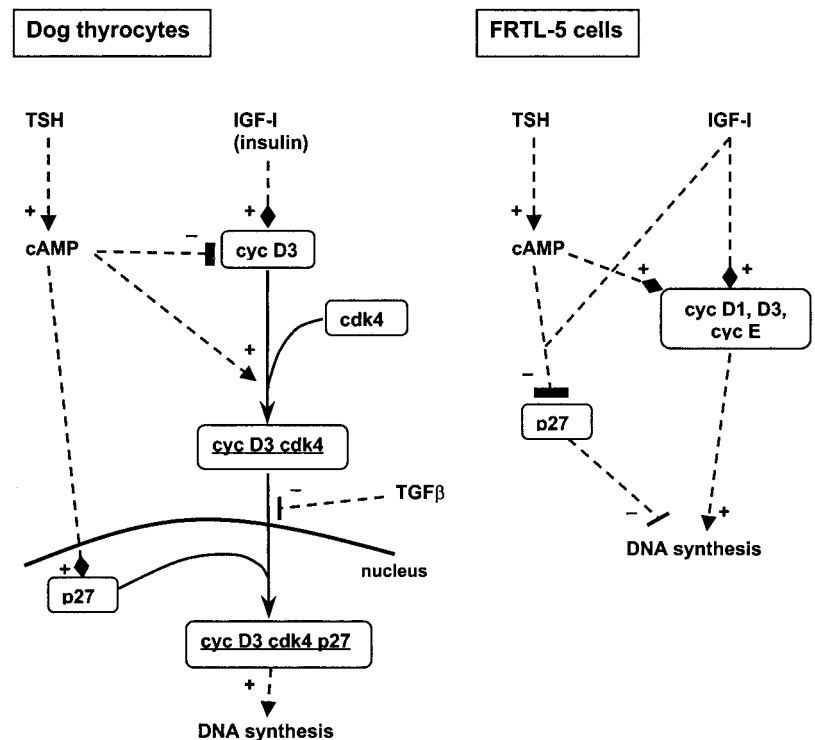 Dog thyrocytes
TSH
IGF-I
(insulin)
+
+
cAMP
−
cyc D3
cdk4
+
cyc D3 cdk4
−
TGFβ
nucleus
+
p27
cyc D3 cdk4 p27
+
DNA synthesis
FRTL-5 cells
TSH
IGF-I
+
cAMP
+
+
cyc D1, D3,
cyc E
−
p27
−
+
DNA synthesis